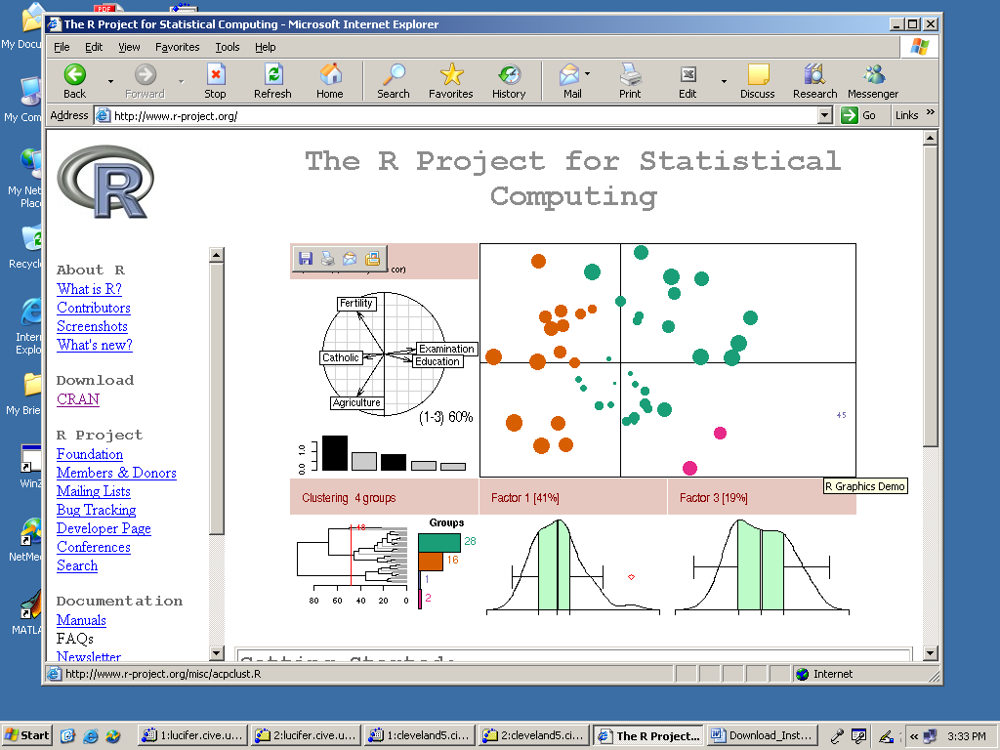 My Docu
My Com
My Net
Place
Recycle
Intern
Explo
My Brie
Win2
NetMee
MATLA
PDF
The R Project for Statistical Computing - Microsoft Internet Explorer
File Edit View Favorites Tools Help
Back Forward Stop Refresh Home Search Favorites History Mail Print Edit Discuss Research Messenger
Address http://www.r-project.org/ Go Links »
R
The R Project for Statistical
Computing
About R
What is R?
Contributors
Screenshots
What's new?
Download
CRAN
R Project
Foundation
Members & Donors
Mailing Lists
Bug Tracking
Developer Page
Conferences
Search
Documentation
Manuals
FAQs
Newsletter
cor)
Fertility
Examination
Catholic
Education
Agriculture
(1-3) 60%
1.0
0.0
45
R Graphics Demo
Clustering 4 groups
Factor 1 [41%]
Factor 3 [19%]
Groups
28
16
1
2
80 60 40 20 0
Getting Started:
http://www.r-project.org/misc/acpclust.R Internet
Start 1:lucifer.cive.u... 2:lucifer.cive.u... 1:cleveland5.ci... 2:cleveland5.ci... The R Project... Download_Inst... « 3:33 PM